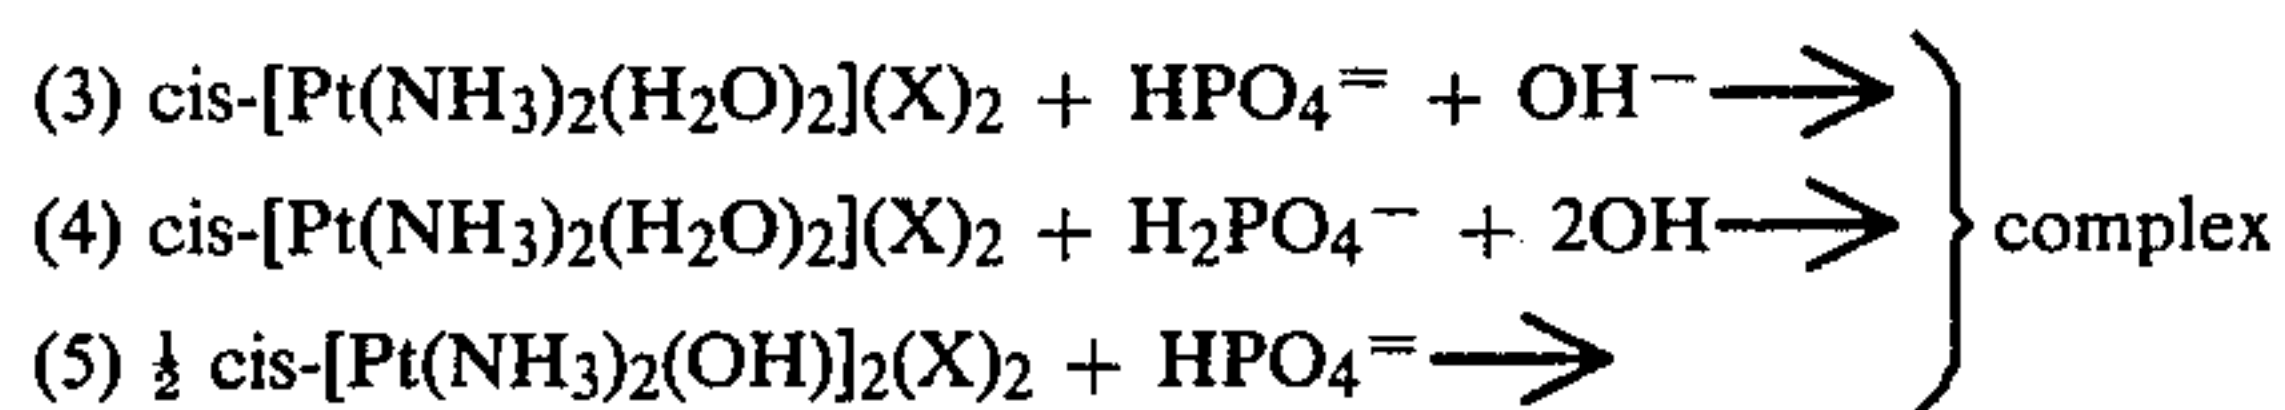 (3) cis-[Pt(NH₃)₂(H₂O)₂](X)₂ + HPO₄⁼ + OH⁻ ⟶
(4) cis-[Pt(NH₃)₂(H₂O)₂](X)₂ + H₂PO₄⁻ + 2OH ⟶ } complex
(5) ½ cis-[Pt(NH₃)₂(OH)]₂(X)₂ + HPO₄⁼ ⟶